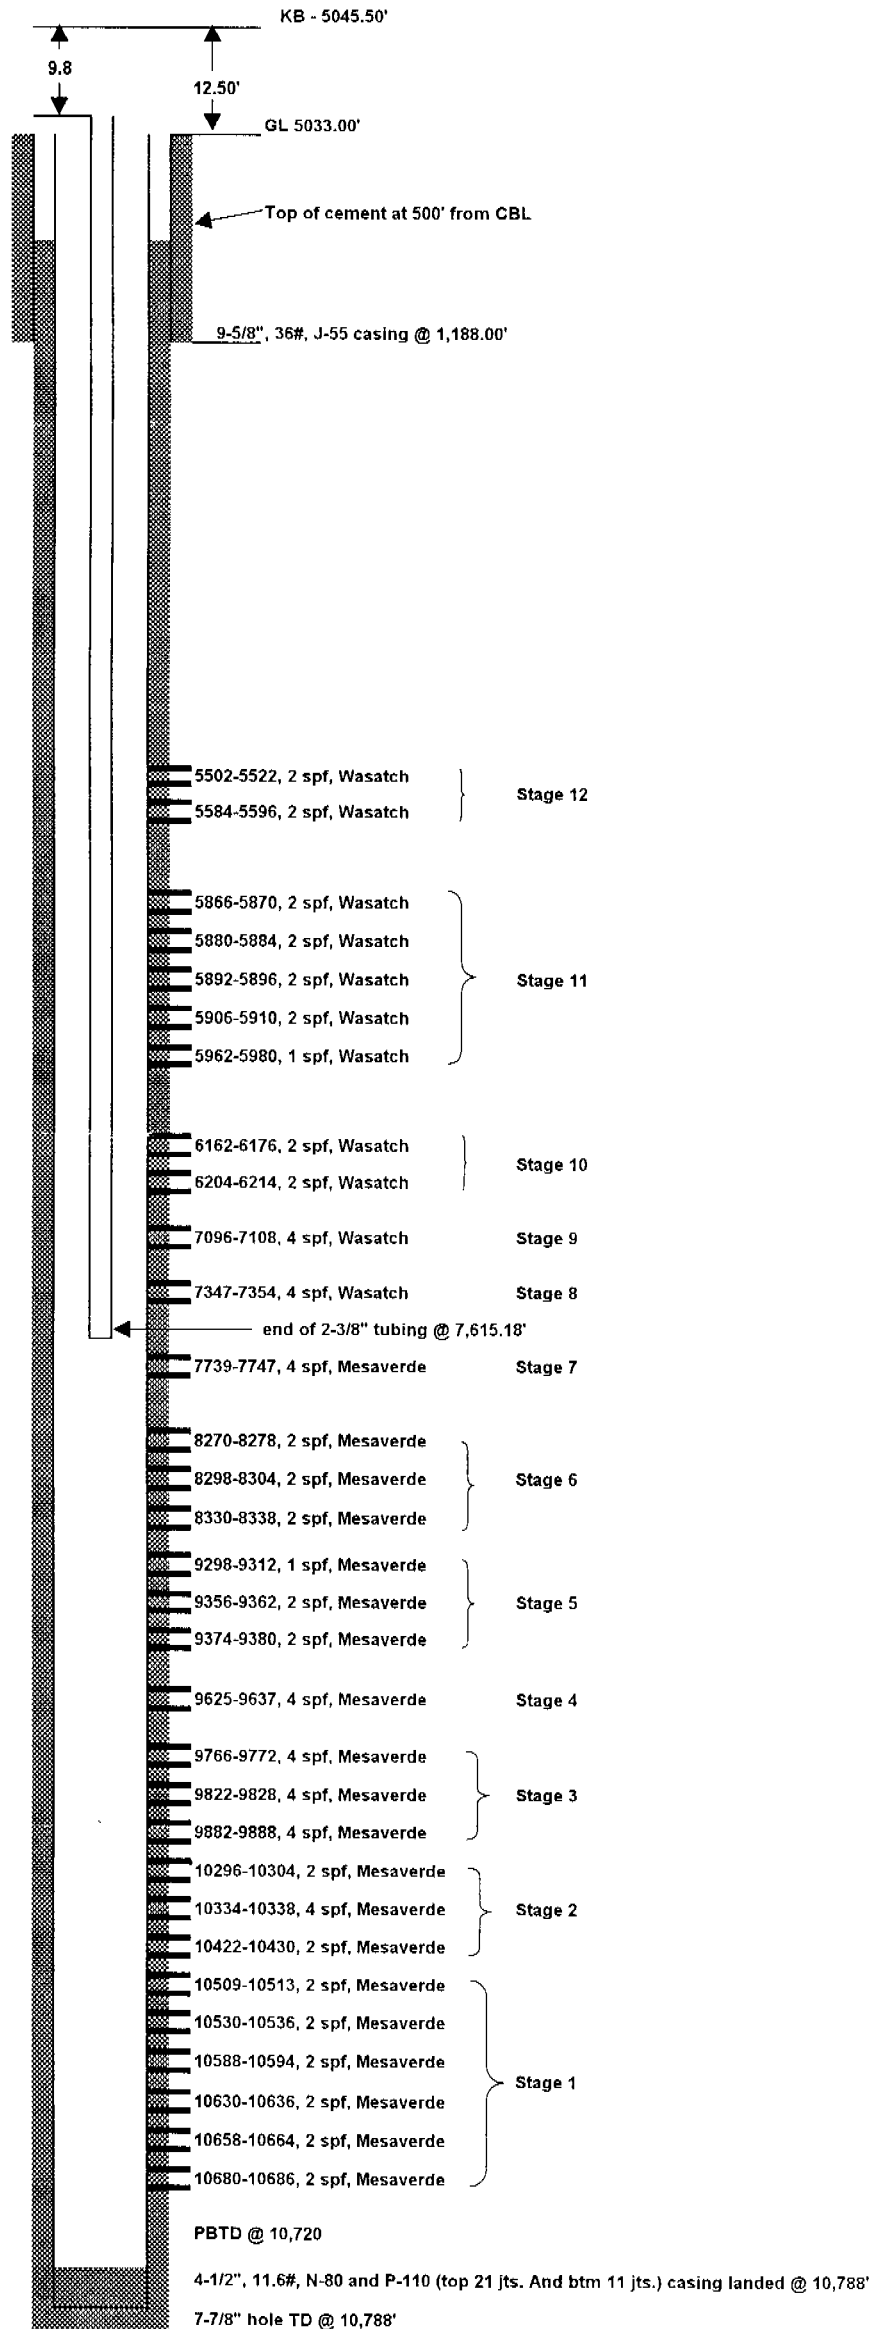 KB - 5045.50'
9.8
12.50'
GL 5033.00'
Top of cement at 500' from CBL
9-5/8", 36#, J-55 casing @ 1,188.00'
5502-5522, 2 spf, Wasatch
Stage 12
5584-5596, 2 spf, Wasatch
5866-5870, 2 spf, Wasatch
5880-5884, 2 spf, Wasatch
5892-5896, 2 spf, Wasatch
Stage 11
5906-5910, 2 spf, Wasatch
5962-5980, 1 spf, Wasatch
6162-6176, 2 spf, Wasatch
Stage 10
6204-6214, 2 spf, Wasatch
7096-7108, 4 spf, Wasatch
Stage 9
7347-7354, 4 spf, Wasatch
Stage 8
end of 2-3/8" tubing @ 7,615.18'
7739-7747, 4 spf, Mesaverde
Stage 7
8270-8278, 2 spf, Mesaverde
8298-8304, 2 spf, Mesaverde
Stage 6
8330-8338, 2 spf, Mesaverde
9298-9312, 1 spf, Mesaverde
9356-9362, 2 spf, Mesaverde
Stage 5
9374-9380, 2 spf, Mesaverde
9625-9637, 4 spf, Mesaverde
Stage 4
9766-9772, 4 spf, Mesaverde
9822-9828, 4 spf, Mesaverde
Stage 3
9882-9888, 4 spf, Mesaverde
10296-10304, 2 spf, Mesaverde
10334-10338, 4 spf, Mesaverde
Stage 2
10422-10430, 2 spf, Mesaverde
10509-10513, 2 spf, Mesaverde
10530-10536, 2 spf, Mesaverde
10588-10594, 2 spf, Mesaverde
Stage 1
10630-10636, 2 spf, Mesaverde
10658-10664, 2 spf, Mesaverde
10680-10686, 2 spf, Mesaverde
PBTD @ 10,720
4-1/2", 11.6#, N-80 and P-110 (top 21 jts. And btm 11 jts.) casing landed @ 10,788'
7-7/8" hole TD @ 10,788'